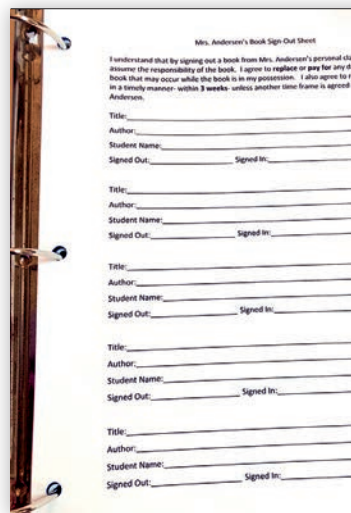 Mrs. Andersen's Book Sign-Out Sheet
I understand that by signing out a book from Mrs. Andersen's personal cla
assume the responsibility of the book. I agree to replace or pay for any d
book that may occur while the book is in my possession. I also agree to r
in a timely manner- within 3 weeks- unless another time frame is agreed
Andersen.
Title:
Author:
Student Name:
Signed Out: Signed In:
Title:
Author:
Student Name:
Signed Out: Signed In:
Title:
Author:
Student Name:
Signed Out: Signed In:
Title:
Author:
Student Name:
Signed Out: Signed In:
Title:
Author:
Student Name:
Signed Out: Signed In: